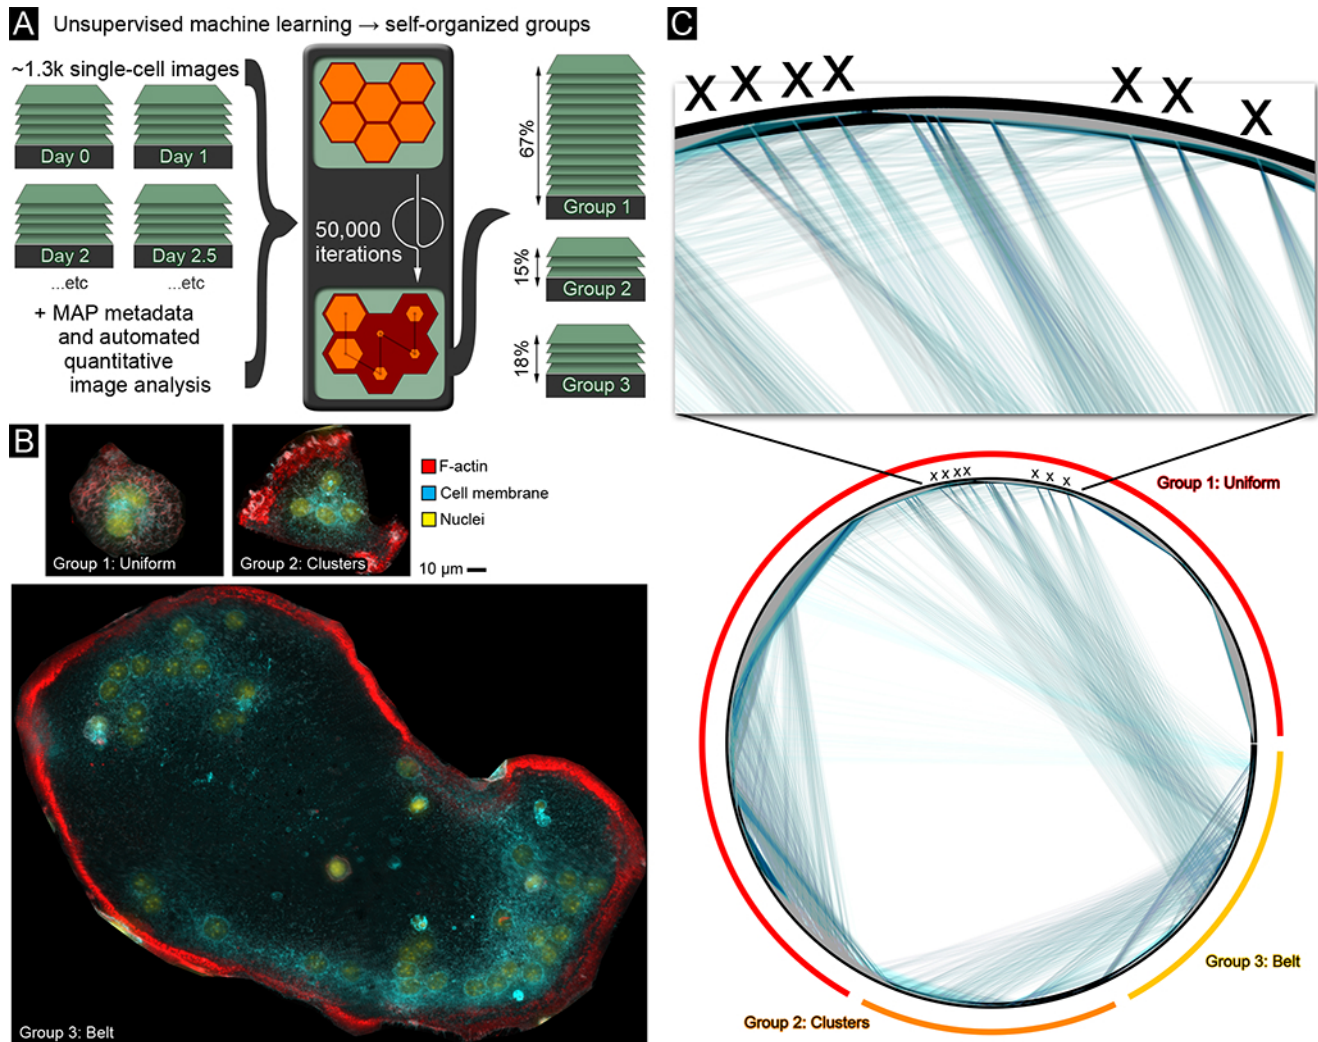 A
Unsupervised machine learning → self-organized groups
~1.3k single-cell images
Day 0
Day 1
Day 2
Day 2.5
...etc
...etc
+ MAP metadata
and automated
quantitative
image analysis
50,000
iterations
67%
Group 1
15%
Group 2
18%
Group 3
B
Group 1: Uniform
Group 2: Clusters
F-actin
Cell membrane
Nuclei
10 µm
Group 3: Belt
C
X X X X X X X
x x x x x x x
Group 1: Uniform
Group 3: Belt
Group 2: Clusters